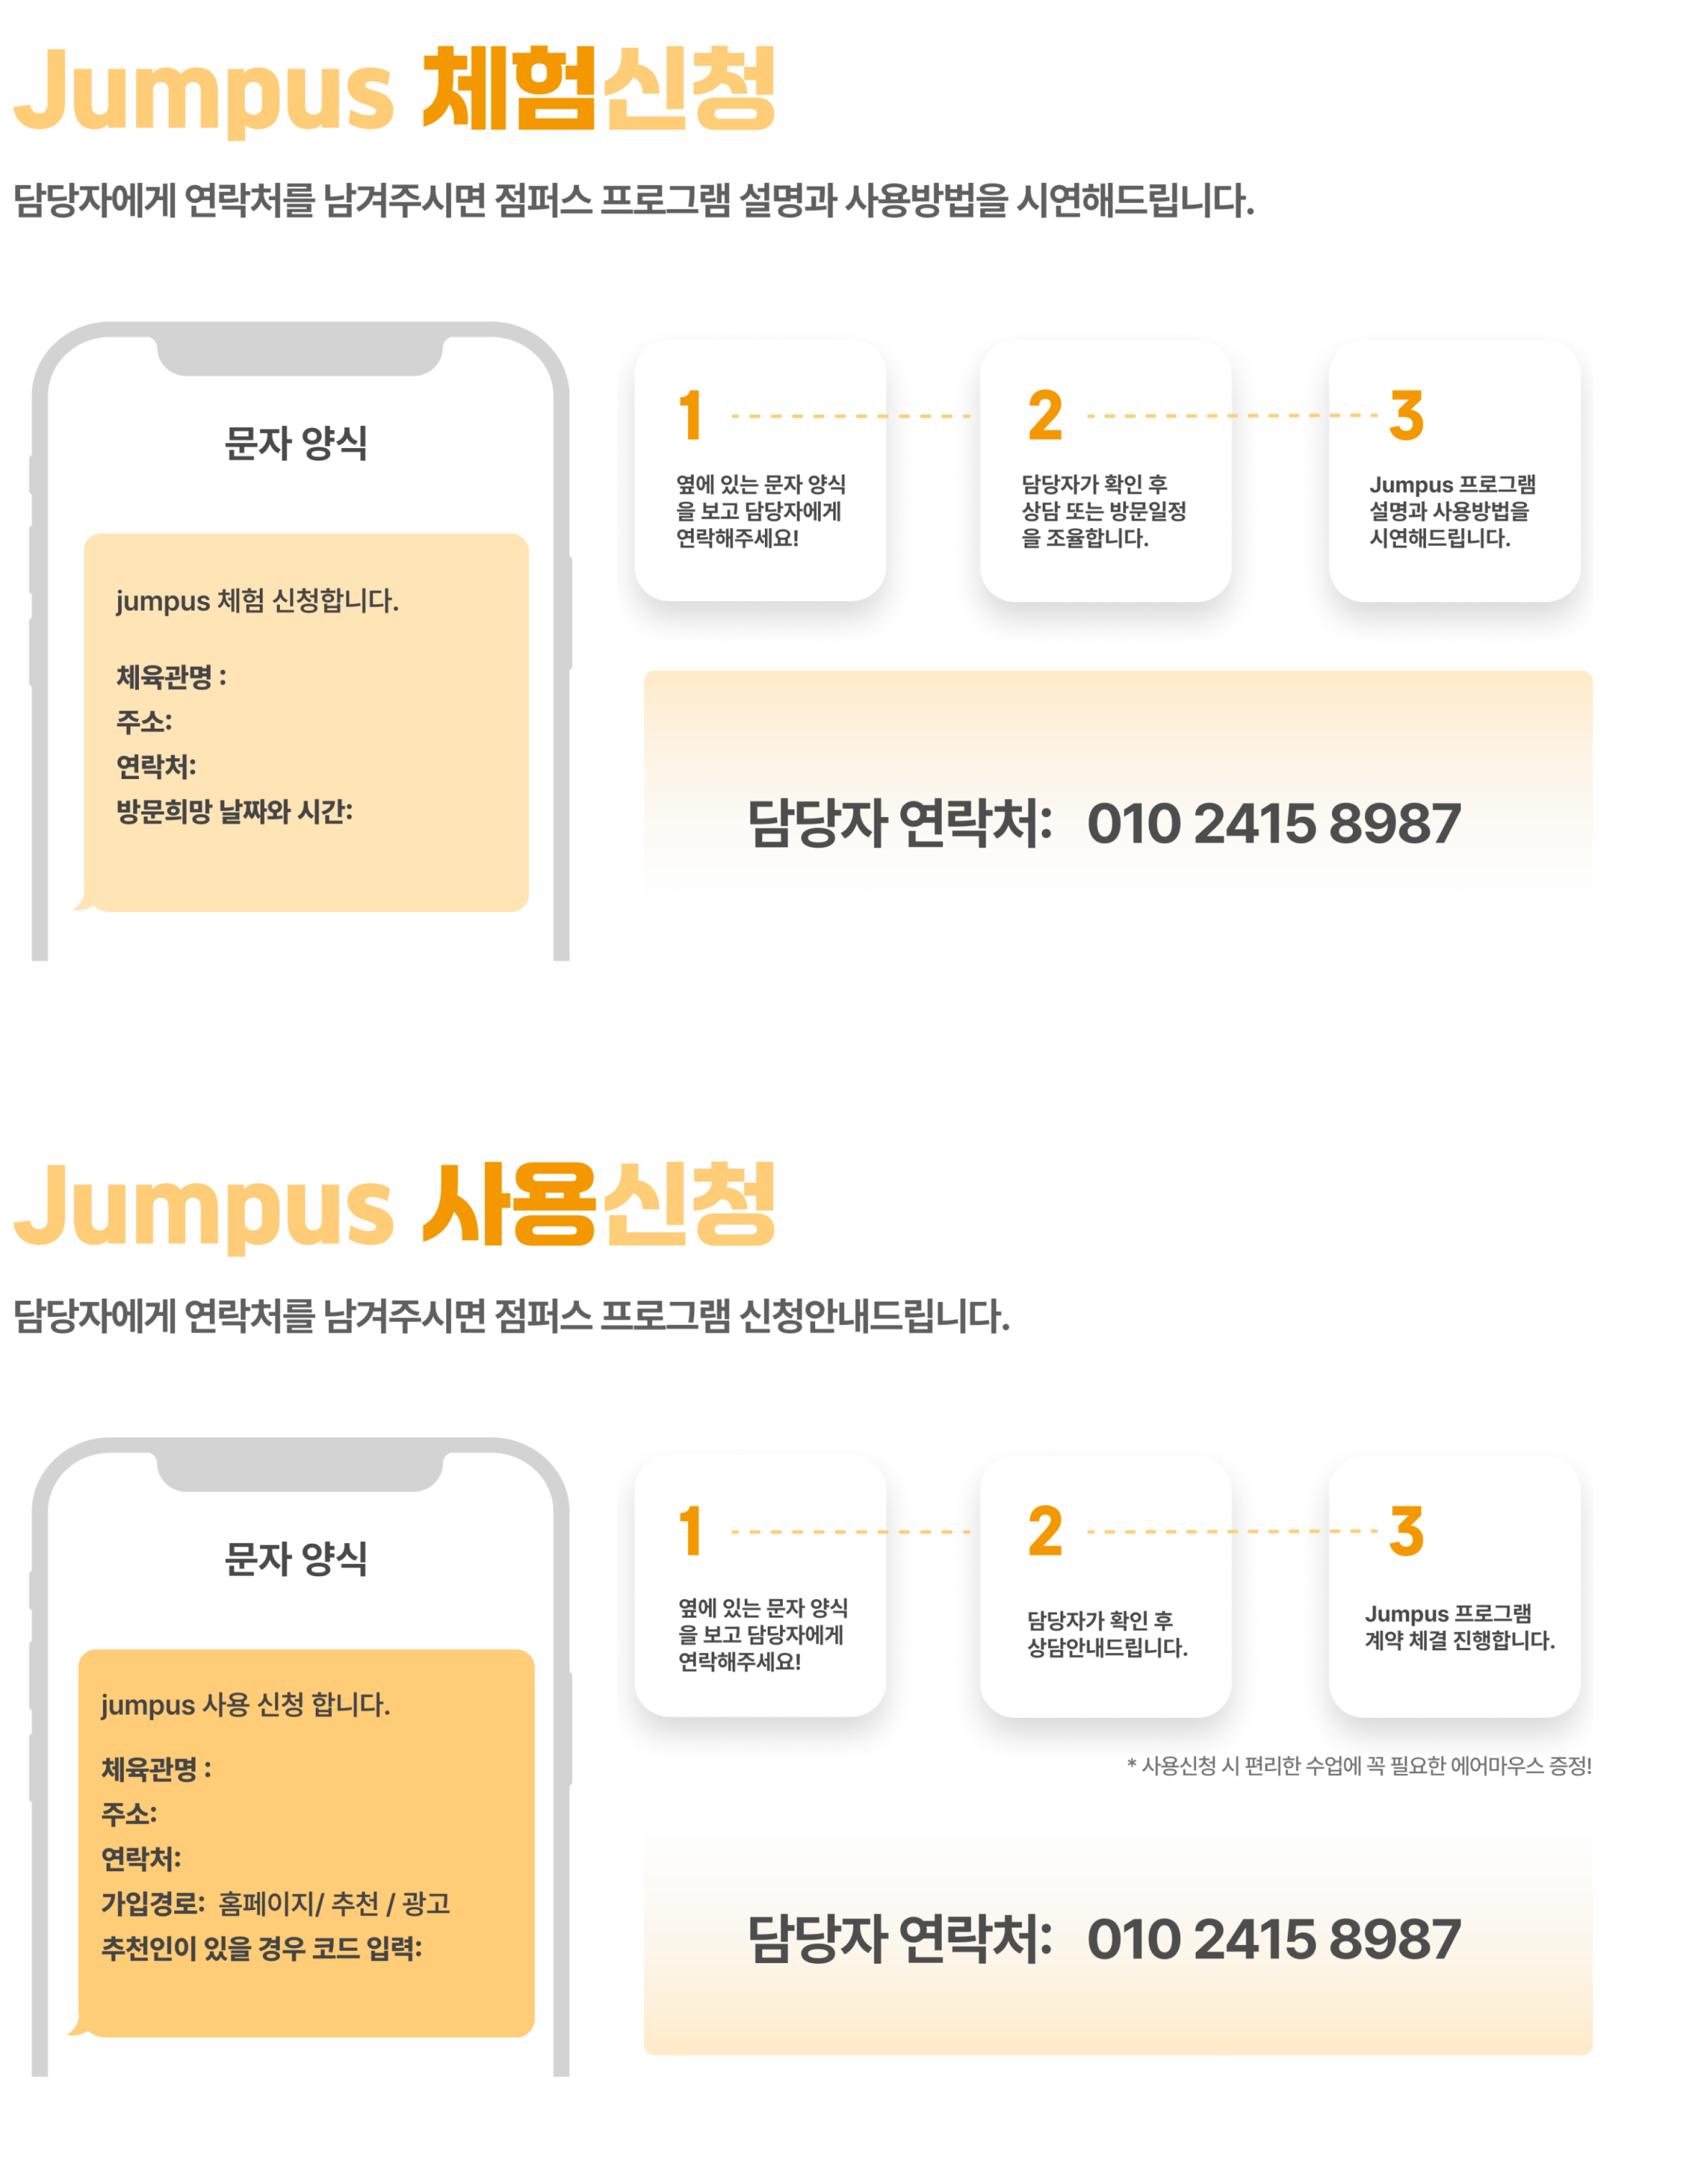 Jumpus 체험신청
담당자에게 연락처를 남겨주시면 점퍼스 프로그램 설명과 사용방법을 시연해드립니다.
문자 양식
jumpus 체험 신청합니다.
체육관명 :
주소:
연락처:
방문희망 날짜와 시간:
1
옆에 있는 문자 양식
을 보고 담당자에게
연락해주세요!
2
담당자가 확인 후
상담 또는 방문일정
을 조율합니다.
3
Jumpus 프로그램
설명과 사용방법을
시연해드립니다.
담당자 연락처: 010 2415 8987
Jumpus 사용신청
담당자에게 연락처를 남겨주시면 점퍼스 프로그램 신청안내드립니다.
문자 양식
jumpus 사용 신청 합니다.
체육관명 :
주소:
연락처:
가입경로: 홈페이지/ 추천 / 광고
추천인이 있을 경우 코드 입력:
1
옆에 있는 문자 양식
을 보고 담당자에게
연락해주세요!
2
담당자가 확인 후
상담안내드립니다.
3
Jumpus 프로그램
계약 체결 진행합니다.
* 사용신청 시 편리한 수업에 꼭 필요한 에어마우스 증정!
담당자 연락처: 010 2415 8987